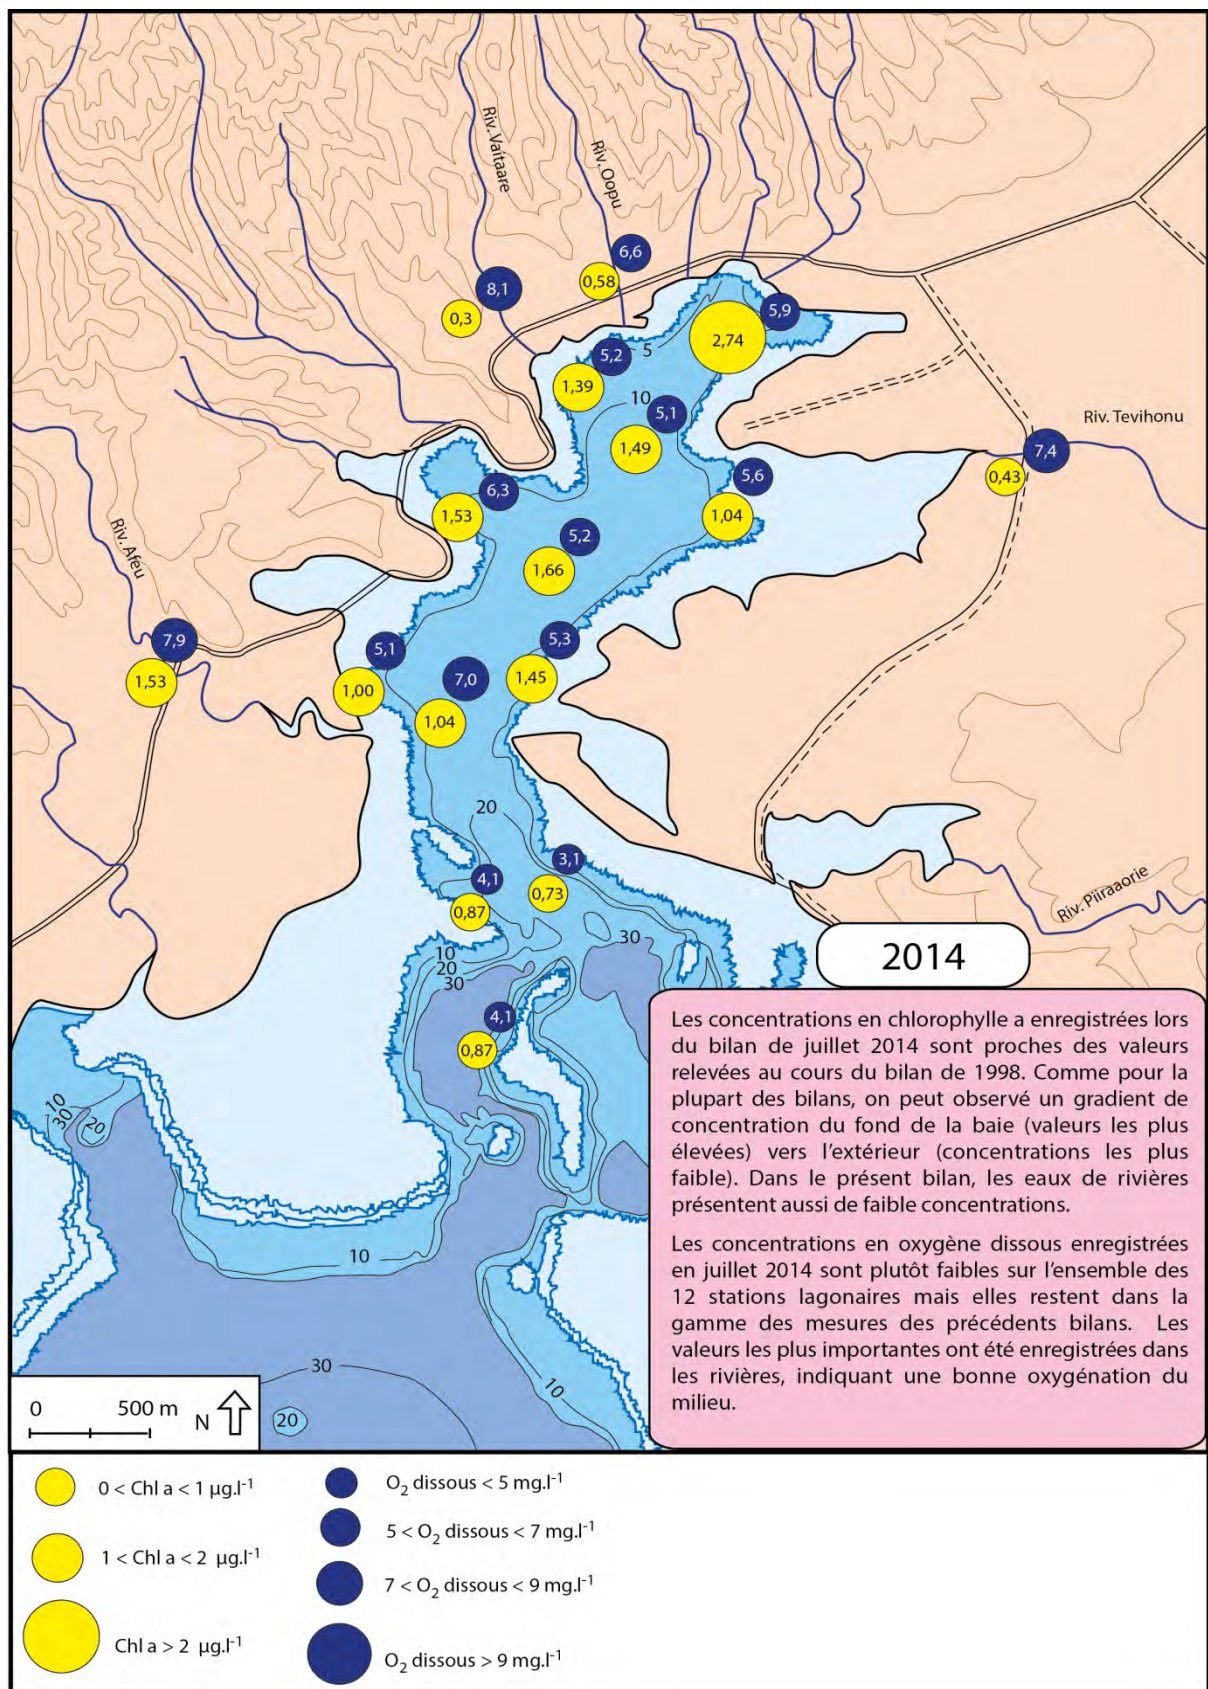 Riv. Vaitaare
Riv. Oopu
6,6
0,58
8,1
0,3
5,9
2,74
5
5,2
1,39
10
5,1
1,49
Riv. Tevihonu
7,4
0,43
5,6
1,04
6,3
1,53
5,2
1,66
Riv. Afeu
7,9
1,53
5,1
1,00
5,3
1,45
7,0
1,04
20
3,1
0,73
4,1
0,87
Riv. Piiraaorie
10
20
30
30
2014
4,1
0,87
10
30
20
10
30
10
20
Les concentrations en chlorophylle a enregistrées lors
du bilan de juillet 2014 sont proches des valeurs
relevées au cours du bilan de 1998. Comme pour la
plupart des bilans, on peut observé un gradient de
concentration du fond de la baie (valeurs les plus
élevées) vers l'extérieur (concentrations les plus
faible). Dans le présent bilan, les eaux de rivières
présentent aussi de faible concentrations.
Les concentrations en oxygène dissous enregistrées
en juillet 2014 sont plutôt faibles sur l'ensemble des
12 stations lagonaires mais elles restent dans la
gamme des mesures des précédents bilans. Les
valeurs les plus importantes ont été enregistrées dans
les rivières, indiquant une bonne oxygénation du
milieu.
0 500 m N
0 < Chl a < 1 µg.l⁻¹
1 < Chl a < 2 µg.l⁻¹
Chl a > 2 µg.l⁻¹
O₂ dissous < 5 mg.l⁻¹
5 < O₂ dissous < 7 mg.l⁻¹
7 < O₂ dissous < 9 mg.l⁻¹
O₂ dissous > 9 mg.l⁻¹